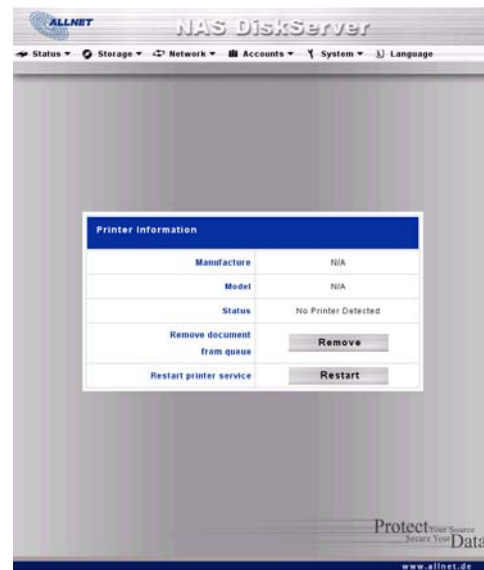 ALLNET
NAS DiskServer
Status Storage Network Accounts System Language
Printer Information
Manufacture N/A
Model N/A
Status No Printer Detected
Remove document
from queue
Remove
Restart printer service Restart
Protect Your Source
Secure Your Data
www.allnet.de